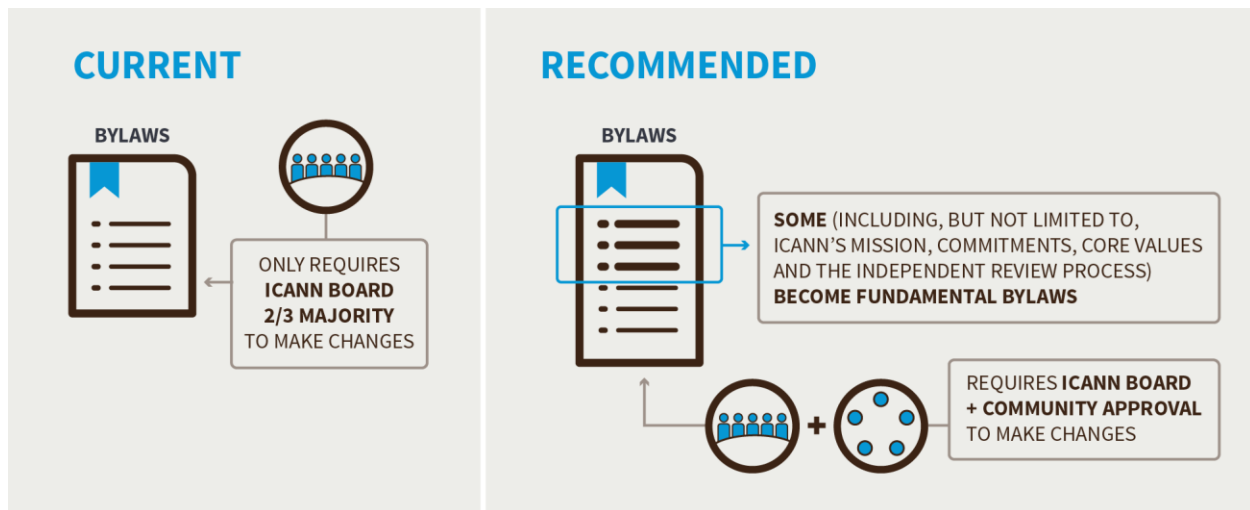 CURRENT
BYLAWS
ONLY REQUIRES
ICANN BOARD
2/3 MAJORITY
TO MAKE CHANGES
RECOMMENDED
BYLAWS
SOME (INCLUDING, BUT NOT LIMITED TO,
ICANN'S MISSION, COMMITMENTS, CORE VALUES
AND THE INDEPENDENT REVIEW PROCESS)
BECOME FUNDAMENTAL BYLAWS
REQUIRES ICANN BOARD
+ COMMUNITY APPROVAL
TO MAKE CHANGES